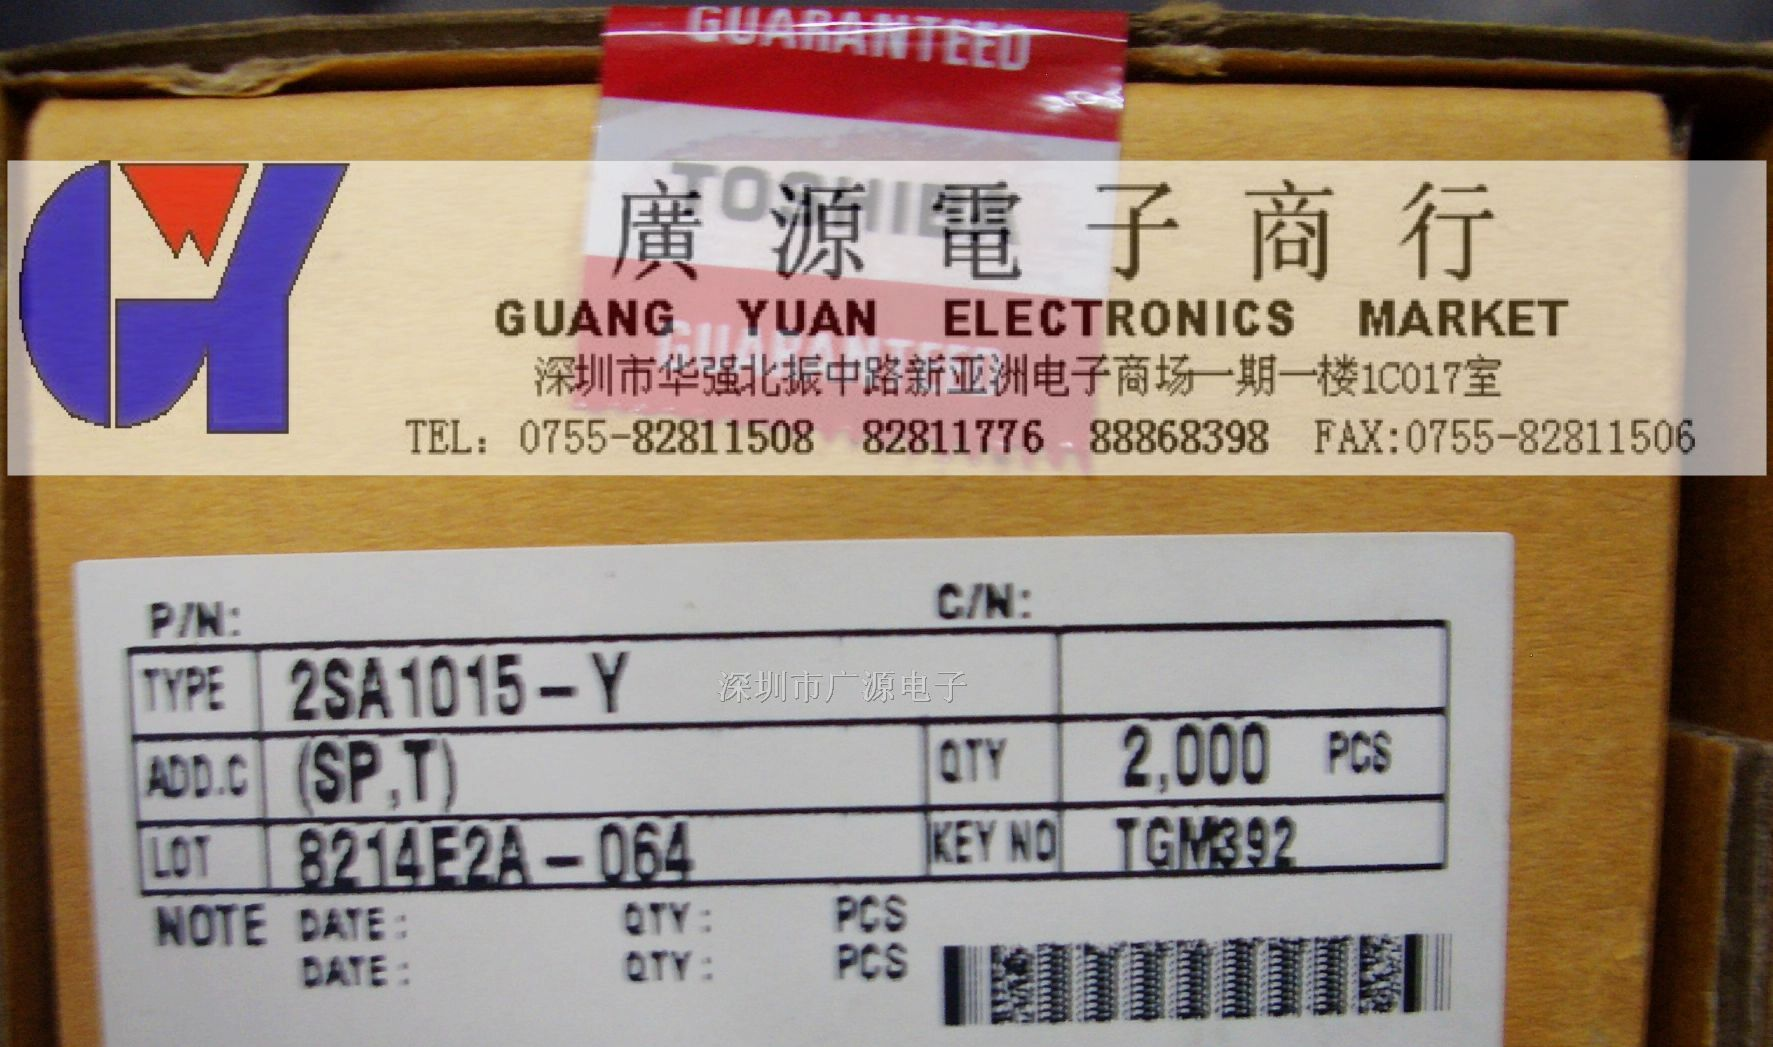 GUARANTEED
TOSHIBA
廣源電子商行
GUANG YUAN ELECTRONICS MARKET
GUARANTEED
深圳市华强北振中路新亚洲电子商场一期一楼1C017室
TEL：0755-82811508 82811776 88868398 FAX:0755-82811506
P/N: C/N:
TYPE 2SA1015-Y
深圳市广源电子
ADD.C (SP,T) QTY 2,000 PCS
LOT 8214E2A-064 KEY NO TGM392
NOTE DATE: QTY: PCS
DATE: QTY: PCS